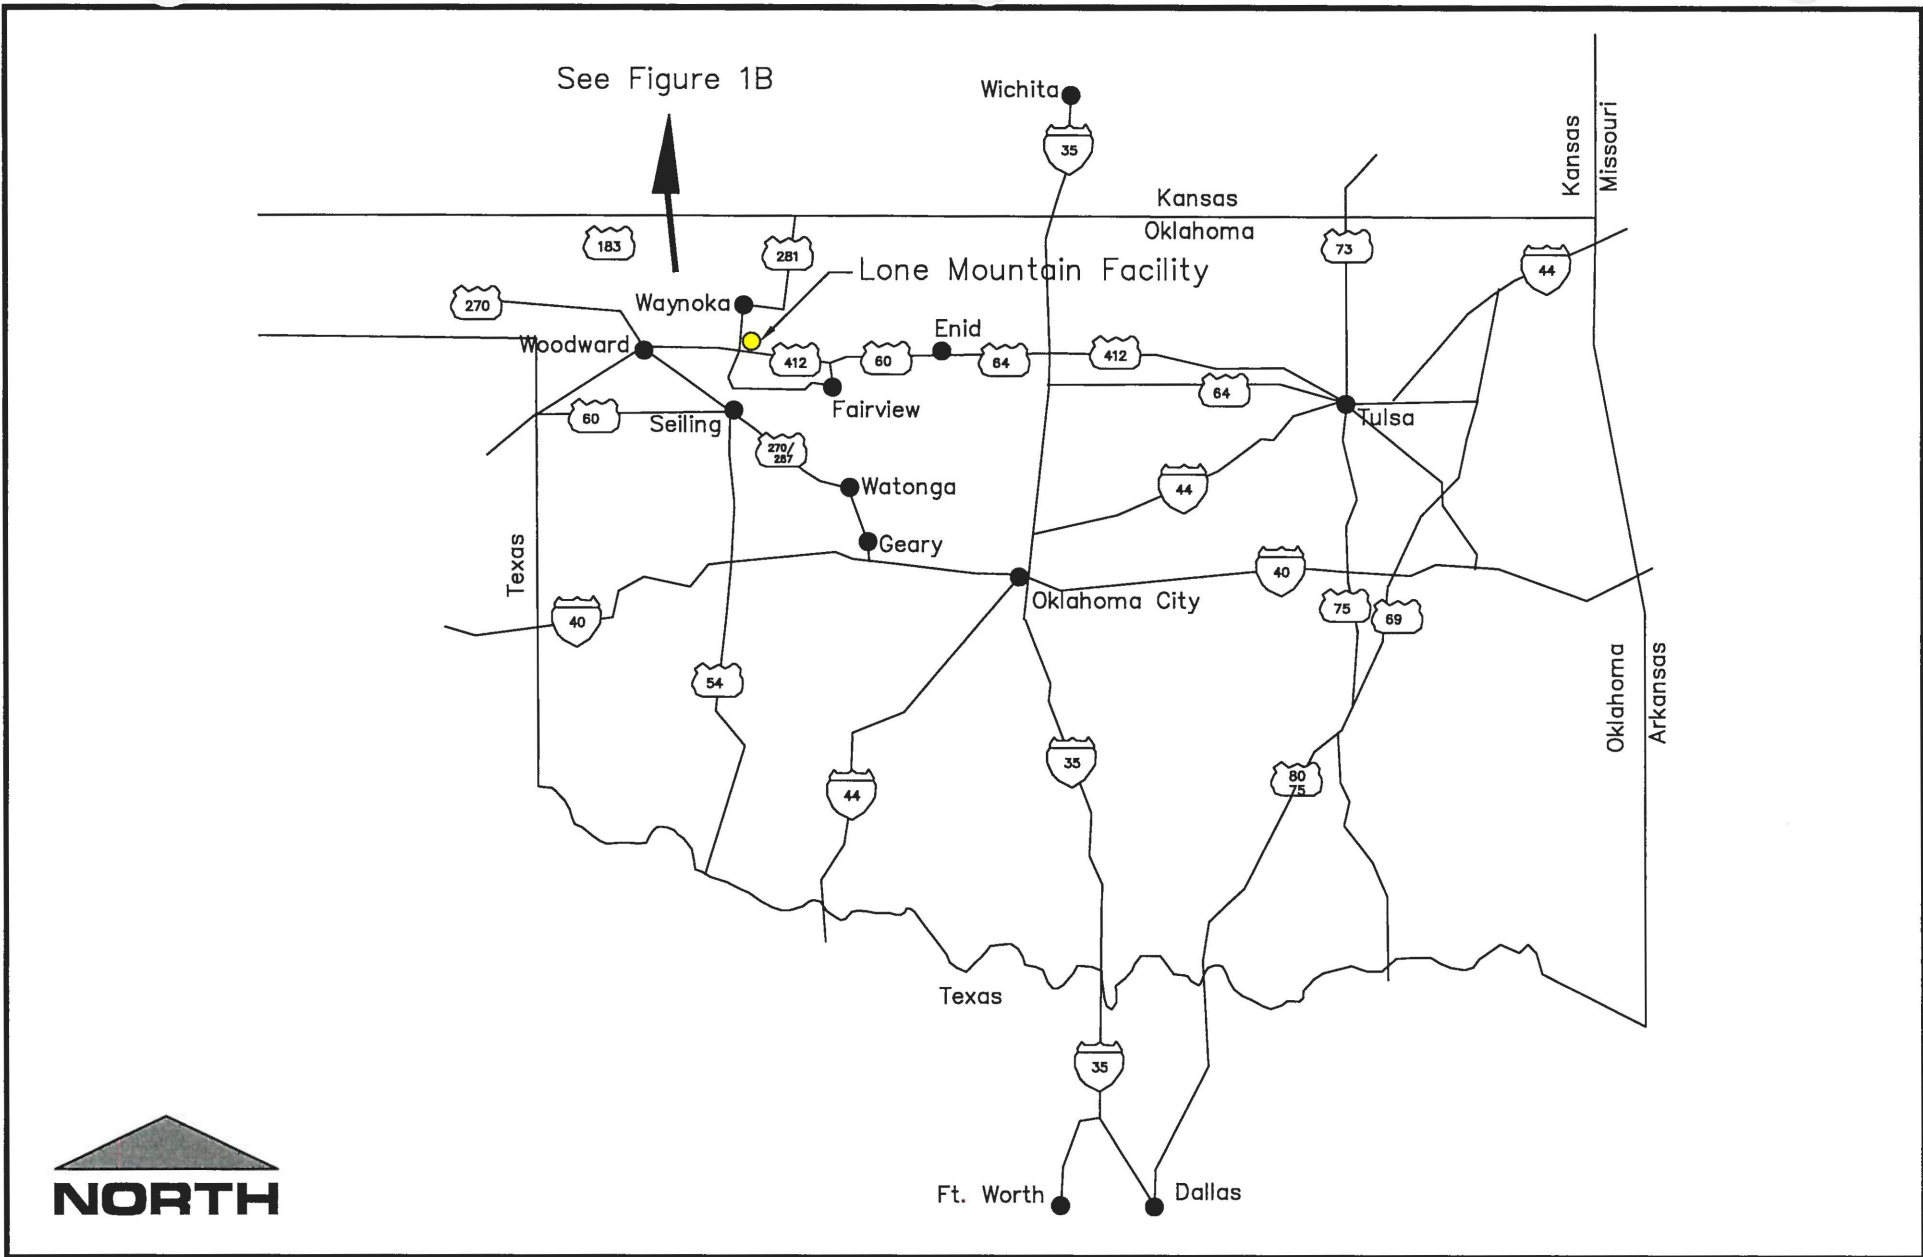 See Figure 1B
Wichita
35
Kansas
Missouri
Kansas
Oklahoma
183
281
73
44
Lone Mountain Facility
270
Waynoka
Woodward
Enid
412
60
64
412
64
Fairview
60
Seiling
Tulsa
270/
287
Watonga
44
Geary
Texas
40
40
Oklahoma City
75
69
54
Oklahoma
Arkansas
35
44
80
75
Texas
35
NORTH
Ft. Worth
Dallas